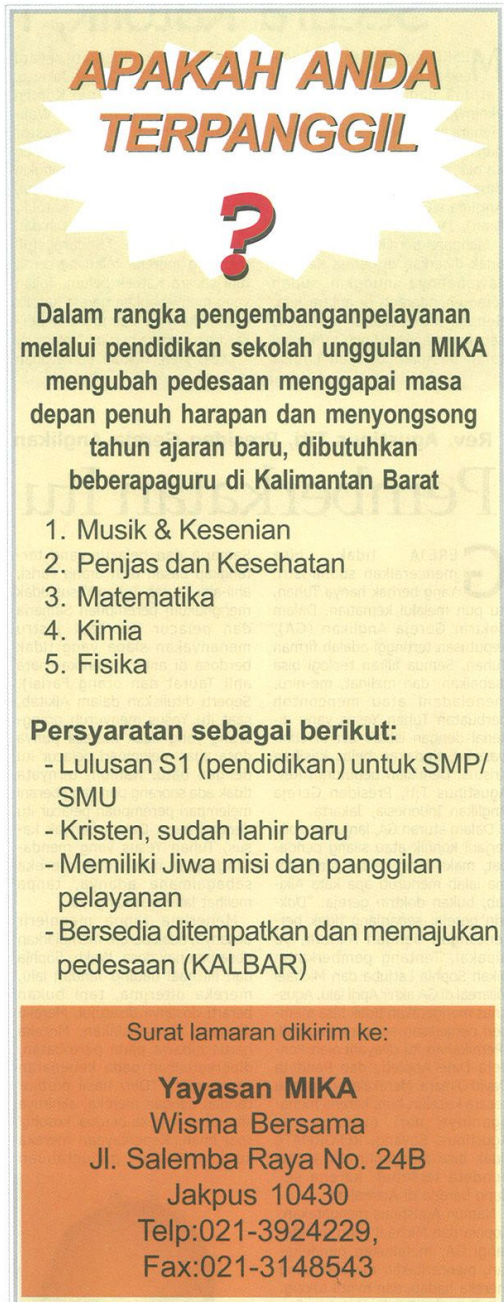 APAKAH ANDA
TERPANGGIL
?
Dalam rangka pengembanganpelayanan
melalui pendidikan sekolah unggulan MIKA
mengubah pedesaan menggapai masa
depan penuh harapan dan menyongsong
tahun ajaran baru, dibutuhkan
beberapaguru di Kalimantan Barat
1. Musik & Kesenian
2. Penjas dan Kesehatan
3. Matematika
4. Kimia
5. Fisika
Persyaratan sebagai berikut:
- Lulusan S1 (pendidikan) untuk SMP/
SMU
- Kristen, sudah lahir baru
- Memiliki Jiwa misi dan panggilan
pelayanan
- Bersedia ditempatkan dan memajukan
pedesaan (KALBAR)
Surat lamaran dikirim ke:
Yayasan MIKA
Wisma Bersama
Jl. Salemba Raya No. 24B
Jakpus 10430
Telp:021-3924229,
Fax:021-3148543